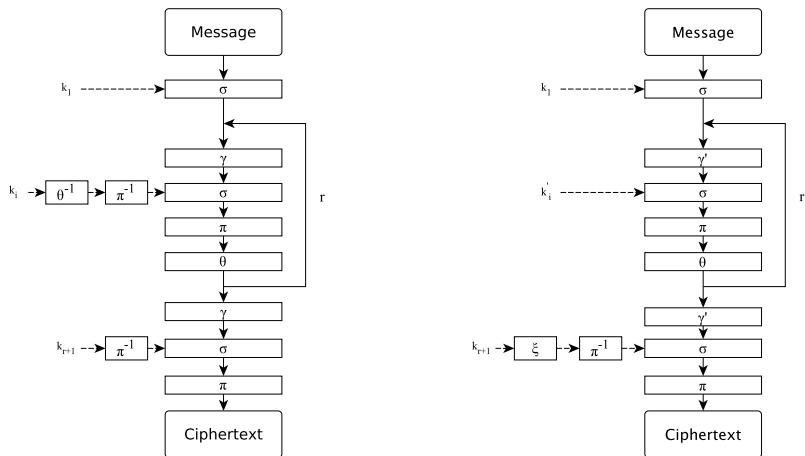 Message
k1
σ
γ
ki
θ-1
π-1
σ
π
θ
r
γ
kr+1
π-1
σ
π
Ciphertext
Message
k1
σ
γ'
k'i
σ
π
θ
r
γ'
kr+1
ξ
π-1
σ
π
Ciphertext